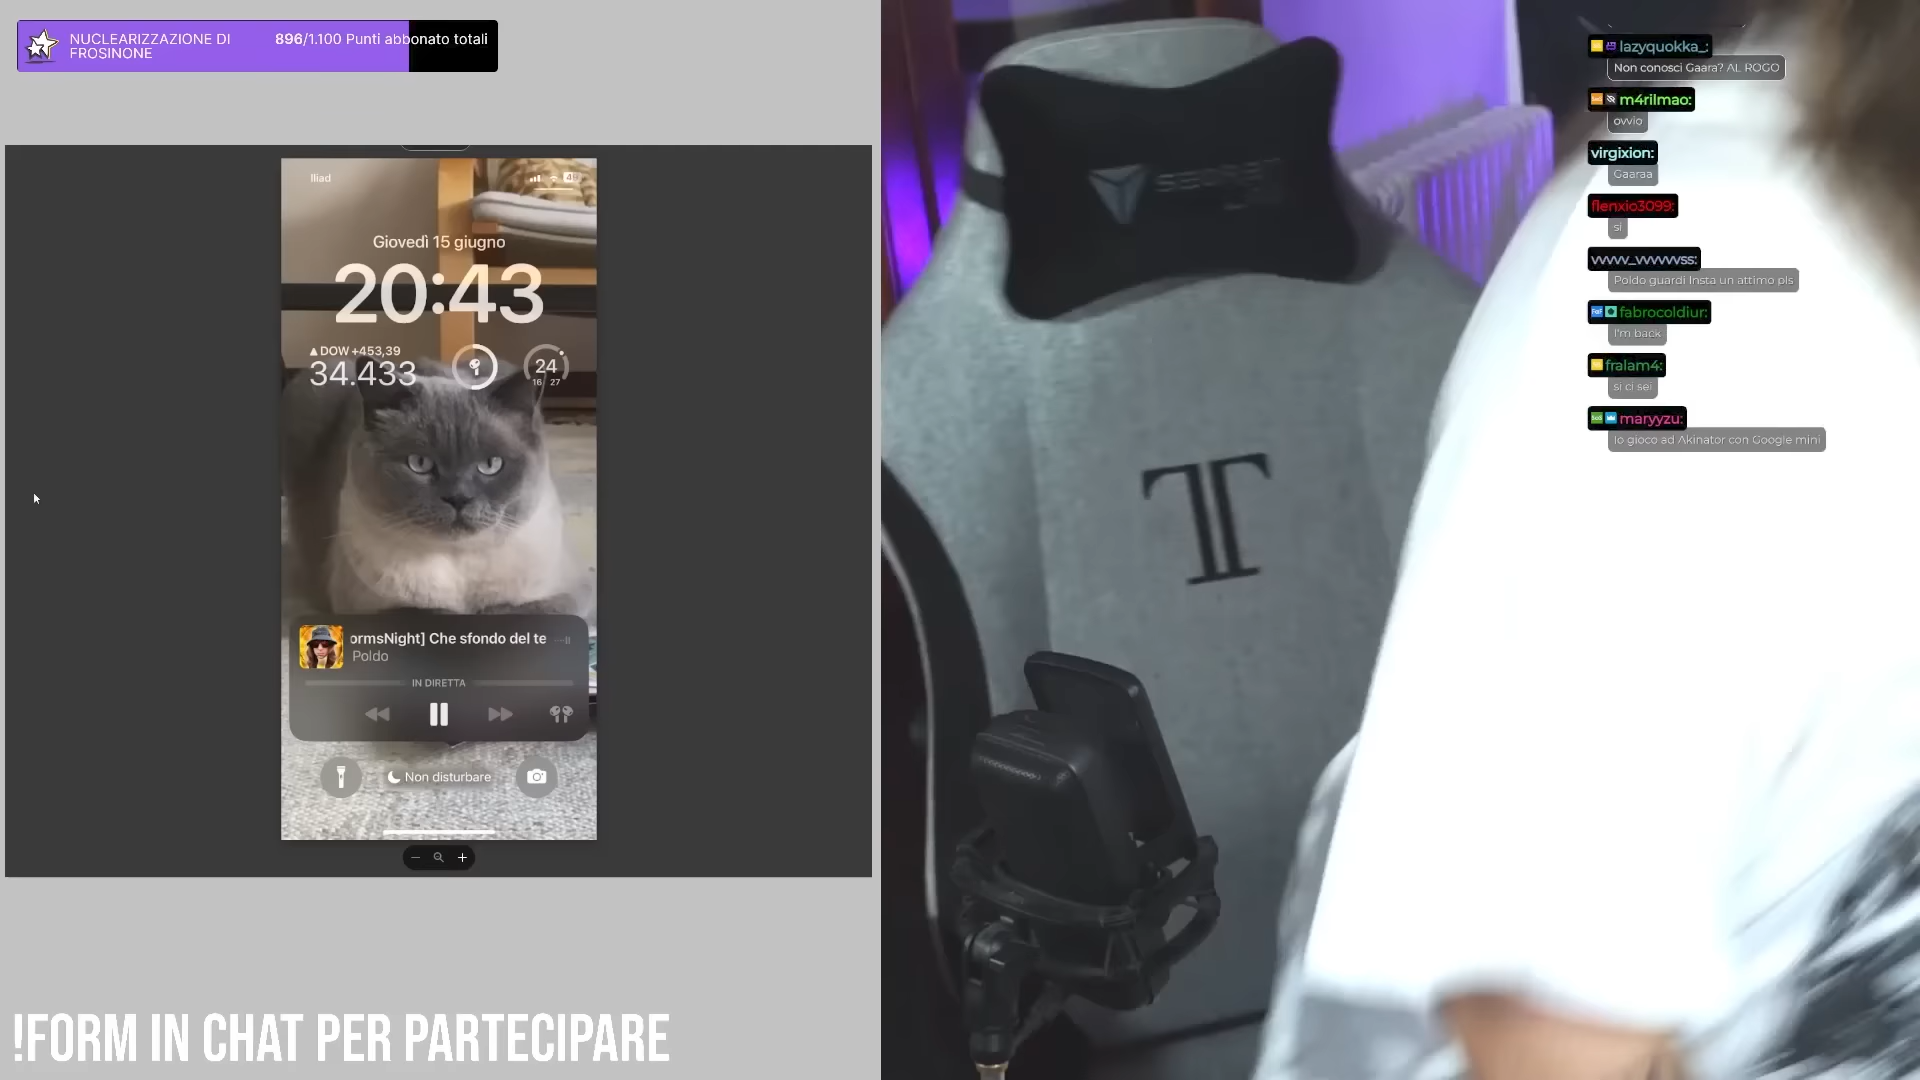 NUCLEARIZZAZIONE DI
FROSINONE
896/1.100 Punti abbonato totali
Iliad
Giovedì 15 giugno
20:43
▲DOW +453,39
34.433
24
16 27
ormsNight] Che sfondo del te
Poldo
IN DIRETTA
Non disturbare
!FORM IN CHAT PER PARTECIPARE
T
lazyquokka_:
Non conosci Gaara? AL ROGO
m4rilmao:
ovvio
virgixion:
Gaaraa
flenxio3099:
si
Poldo guardi Insta un attimo pls
fabrocoldiur:
I'm back
fralam4:
si ci sei
maryyzu:
Io gioco ad Akinator con Google mini